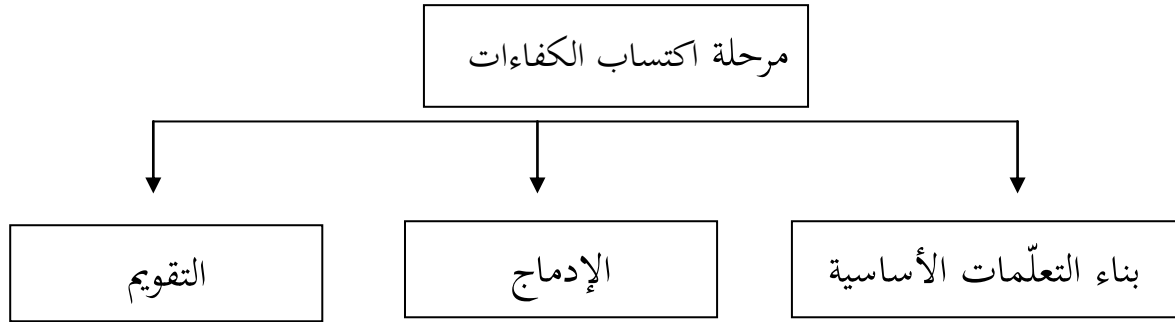 مرحلة اكتساب الكفاءات
بناء التعلّمات الأساسية
الإدماج
التقويم